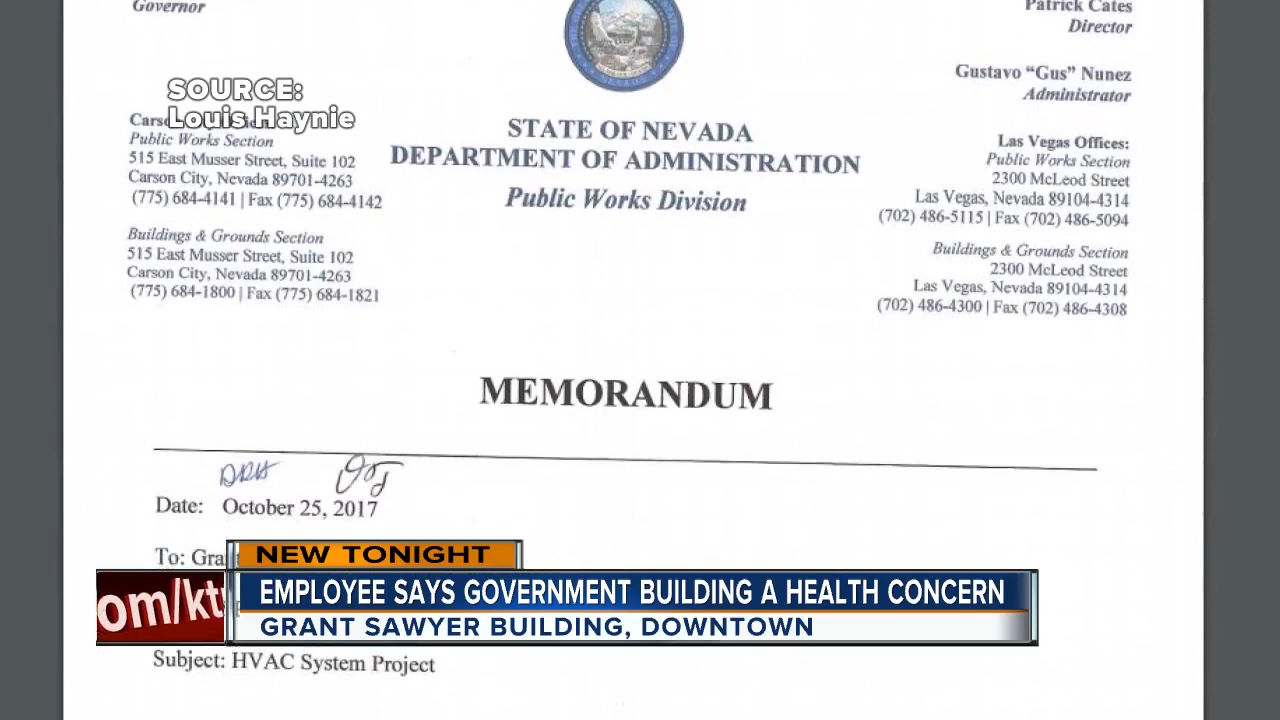 Governor
Patrick Cates
Director
Gustavo “Gus” Nunez
Administrator
SOURCE:
Louis Haynie
Public Works Section
515 East Musser Street, Suite 102
Carson City, Nevada 89701-4263
(775) 684-4141 | Fax (775) 684-4142
Buildings & Grounds Section
515 East Musser Street, Suite 102
Carson City, Nevada 89701-4263
(775) 684-1800 | Fax (775) 684-1821
STATE OF NEVADA
DEPARTMENT OF ADMINISTRATION
Public Works Division
Las Vegas Offices:
Public Works Section
2300 McLeod Street
Las Vegas, Nevada 89104-4314
(702) 486-5115 | Fax (702) 486-5094
Buildings & Grounds Section
2300 McLeod Street
Las Vegas, Nevada 89104-4314
(702) 486-4300 | Fax (702) 486-4308
MEMORANDUM
Date: October 25, 2017
To: Gra
NEW TONIGHT
om/kt
EMPLOYEE SAYS GOVERNMENT BUILDING A HEALTH CONCERN
GRANT SAWYER BUILDING, DOWNTOWN
Subject: HVAC System Project